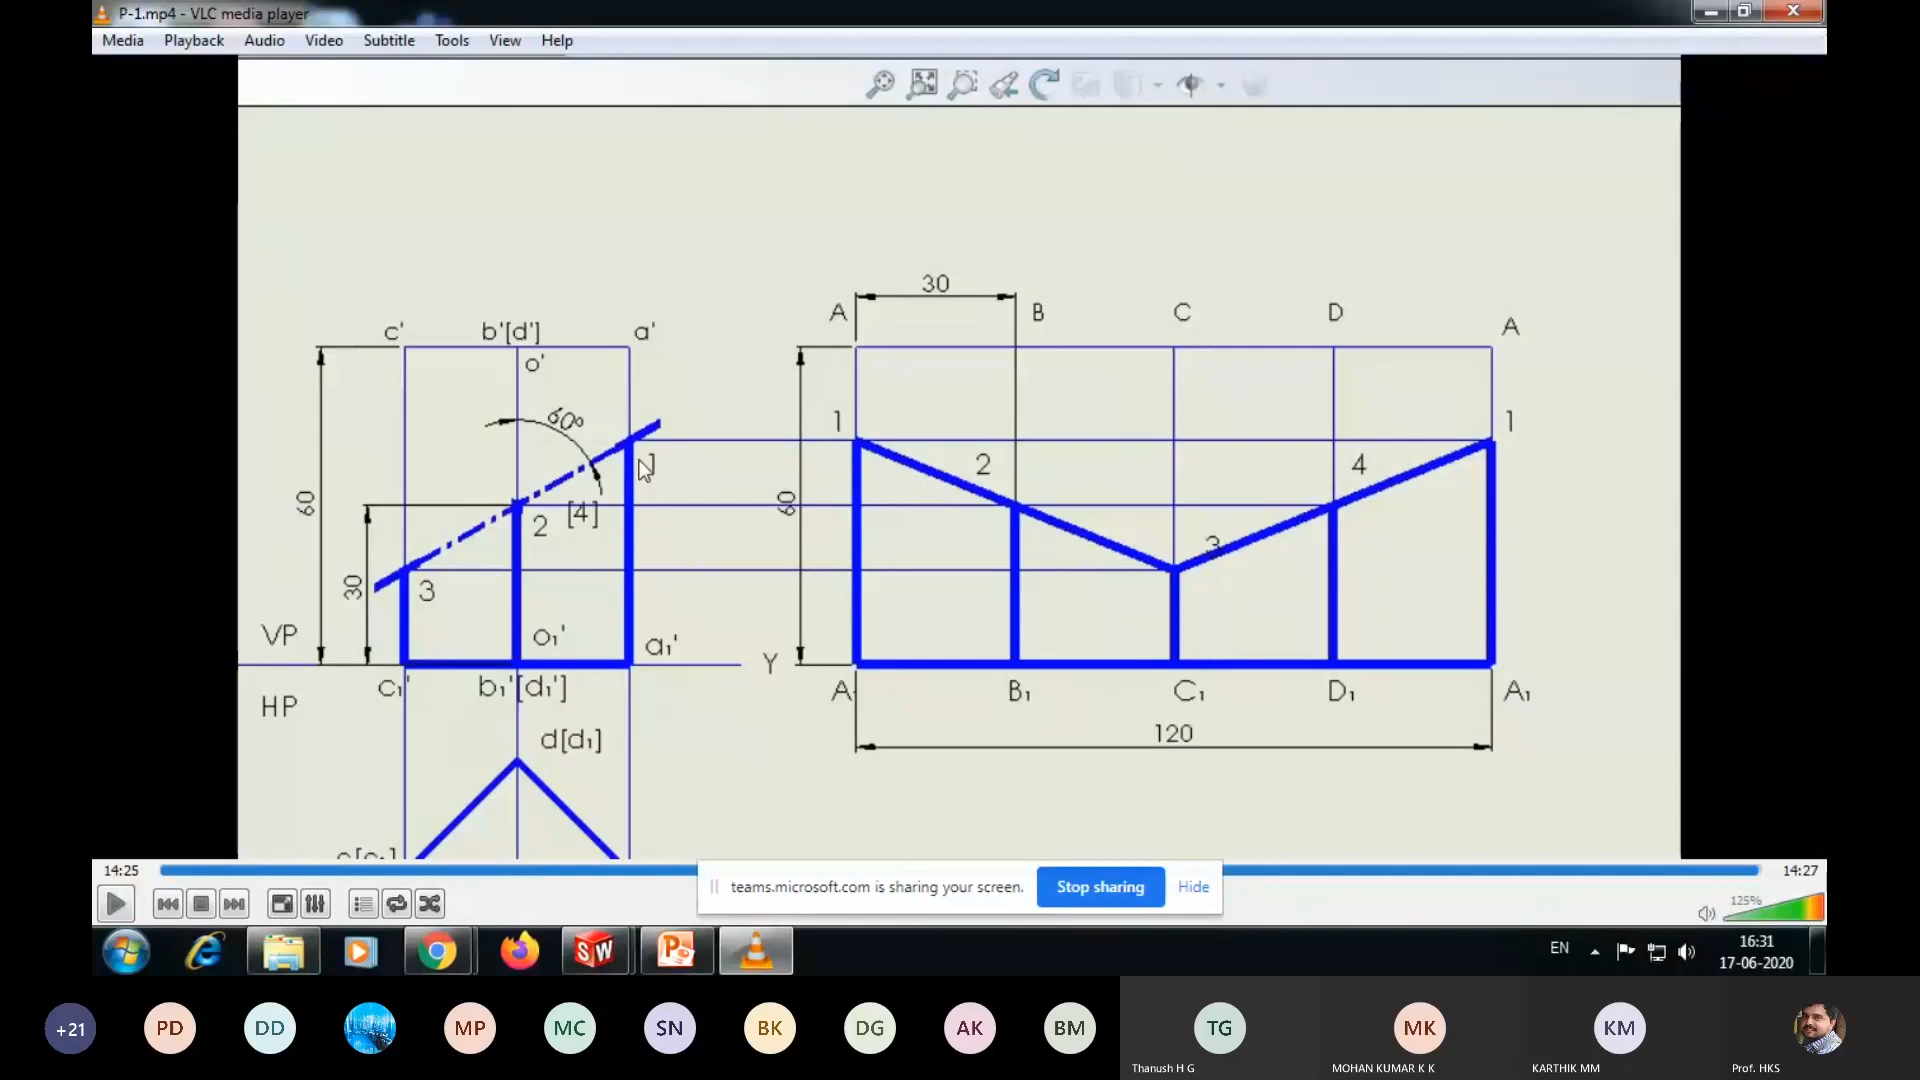 P-1.mp4 - VLC media player
Media Playback Audio Video Subtitle Tools View Help
30
A B C D A
c' b'[d'] a'
o'
60°
1 1
2 4
60 60
2 [4]
3
30
3
VP
o₁' a₁'
Y
HP
c₁' b₁'[d₁']
A B₁ C₁ D₁ A₁
120
d[d₁]
14:25 14:27
teams.microsoft.com is sharing your screen. Stop sharing Hide
125%
SW
EN
16:31
17-06-2020
+21 PD DD MP MC SN BK DG AK BM TG MK KM
Thanush H G MOHAN KUMAR K K KARTHIK MM Prof. HKS